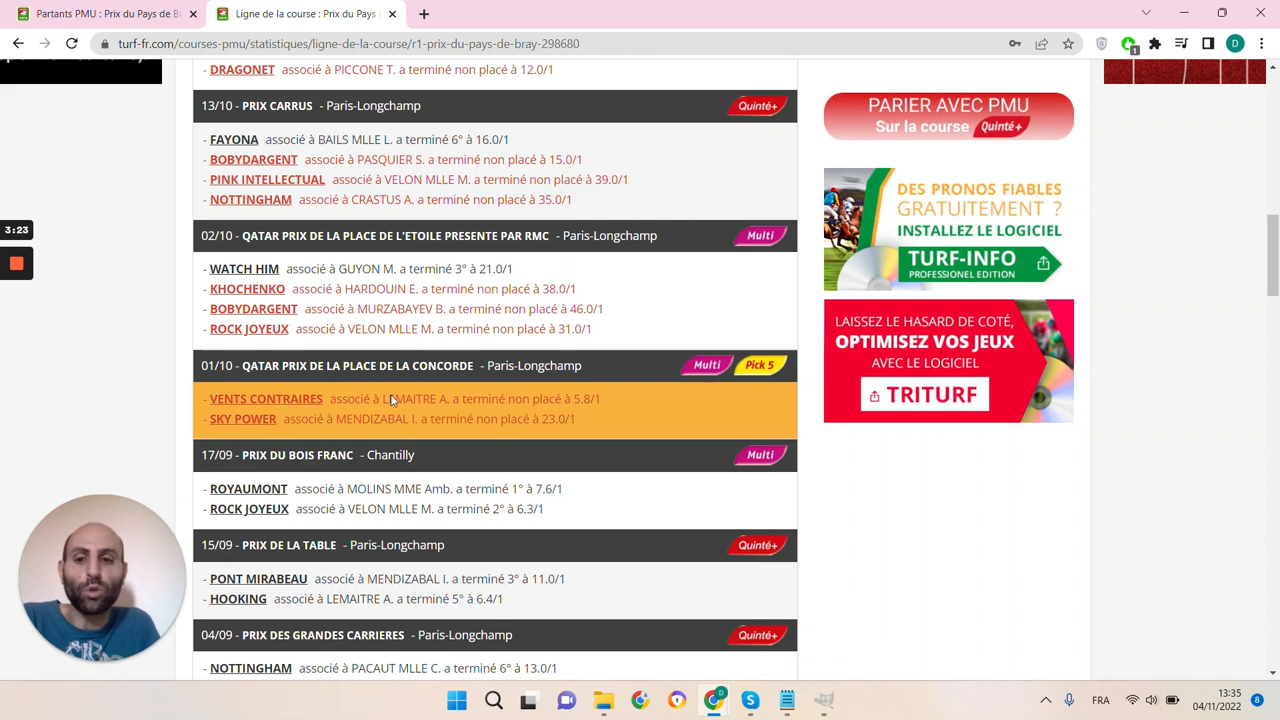 Partants PMU : Prix du Pays de B
Ligne de la course : Prix du Pays
turf-fr.com/courses-pmu/statistiques/ligne-de-la-course/r1-prix-du-pays-de-bray-298680
1
D
- DRAGONET associé à PICCONE T. a terminé non placé à 12.0/1
13/10 - PRIX CARRUS - Paris-Longchamp Quinté+
- FAYONA associé à BAILS MLLE L. a terminé 6° à 16.0/1
- BOBYDARGENT associé à PASQUIER S. a terminé non placé à 15.0/1
- PINK INTELLECTUAL associé à VELON MLLE M. a terminé non placé à 39.0/1
- NOTTINGHAM associé à CRASTUS A. a terminé non placé à 35.0/1
02/10 - QATAR PRIX DE LA PLACE DE L'ETOILE PRESENTE PAR RMC - Paris-Longchamp Multi
- WATCH HIM associé à GUYON M. a terminé 3° à 21.0/1
- KHOCHENKO associé à HARDOUIN E. a terminé non placé à 38.0/1
- BOBYDARGENT associé à MURZABAYEV B. a terminé non placé à 46.0/1
- ROCK JOYEUX associé à VELON MLLE M. a terminé non placé à 31.0/1
01/10 - QATAR PRIX DE LA PLACE DE LA CONCORDE - Paris-Longchamp Multi Pick 5
- VENTS CONTRAIRES associé à LEMAITRE A. a terminé non placé à 5.8/1
- SKY POWER associé à MENDIZABAL I. a terminé non placé à 23.0/1
17/09 - PRIX DU BOIS FRANC - Chantilly Multi
- ROYAUMONT associé à MOLINS MME Amb. a terminé 1° à 7.6/1
- ROCK JOYEUX associé à VELON MLLE M. a terminé 2° à 6.3/1
15/09 - PRIX DE LA TABLE - Paris-Longchamp Quinté+
- PONT MIRABEAU associé à MENDIZABAL I. a terminé 3° à 11.0/1
- HOOKING associé à LEMAITRE A. a terminé 5° à 6.4/1
04/09 - PRIX DES GRANDES CARRIERES - Paris-Longchamp Quinté+
- NOTTINGHAM associé à PACAUT MLLE C. a terminé 6° à 13.0/1
PARIER AVEC PMU
Sur la course Quinté+
DES PRONOS FIABLES
GRATUITEMENT ?
INSTALLEZ LE LOGICIEL
TURF-INFO
PROFESSIONEL EDITION
LAISSEZ LE HASARD DE COTÉ,
OPTIMISEZ VOS JEUX
AVEC LE LOGICIEL
TRITURF
3:23
D
FRA
13:35
04/11/2022
8